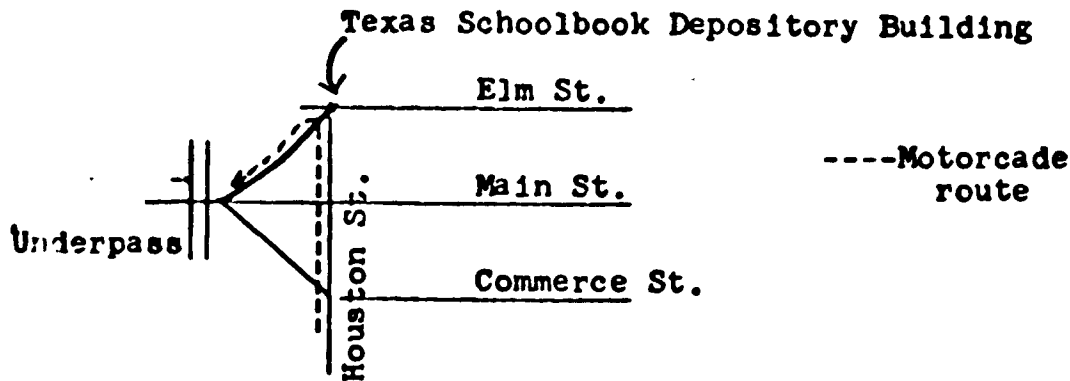 Texas Schoolbook Depository Building
Elm St.
----Motorcade
route
Main St.
Houston St.
Underpass
Commerce St.